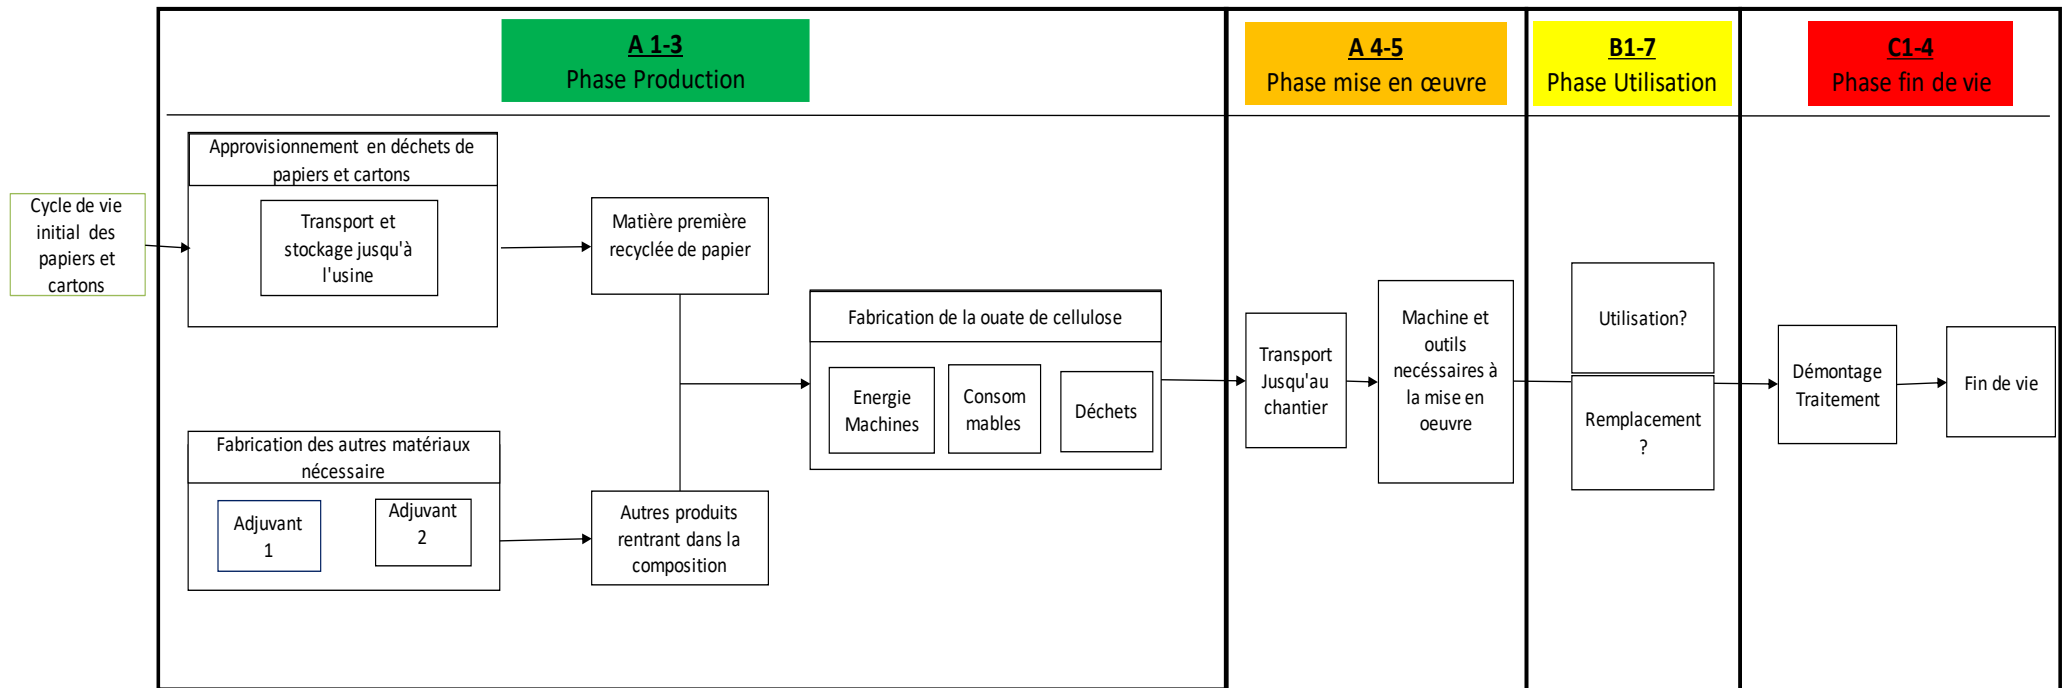 A 1-3
Phase Production
A 4-5
Phase mise en œuvre
B1-7
Phase Utilisation
C1-4
Phase fin de vie
Cycle de vie
initial des
papiers et
cartons
Approvisionnement en déchets de
papiers et cartons
Transport et
stockage jusqu'à
l'usine
Matière première
recyclée de papier
Fabrication des autres matériaux
nécessaire
Adjuvant
1
Adjuvant
2
Autres produits
rentrant dans la
composition
Fabrication de la ouate de cellulose
Energie
Machines
Consom
mables
Déchets
Transport
Jusqu'au
chantier
Machine et
outils
necéssaires à
la mise en
oeuvre
Utilisation?
Remplacement
?
Démontage
Traitement
Fin de vie